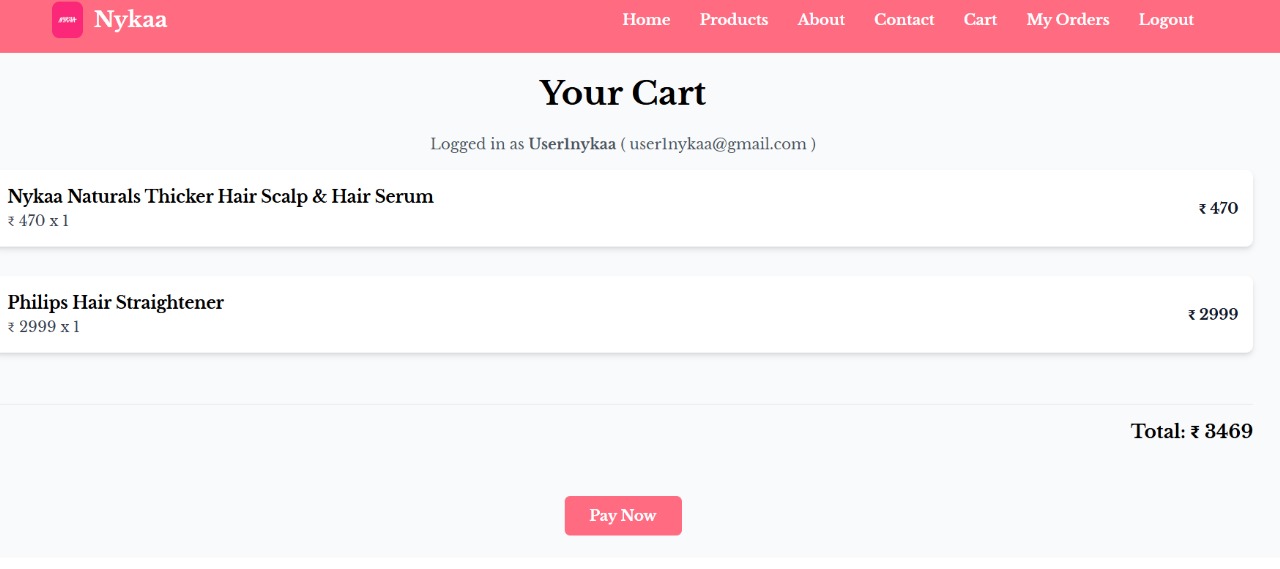 NYKAA Nykaa Home Products About Contact Cart My Orders Logout
Your Cart
Logged in as User1nykaa ( user1nykaa@gmail.com )
Nykaa Naturals Thicker Hair Scalp & Hair Serum
₹ 470 x 1
₹ 470
Philips Hair Straightener
₹ 2999 x 1
₹ 2999
Total: ₹ 3469
Pay Now